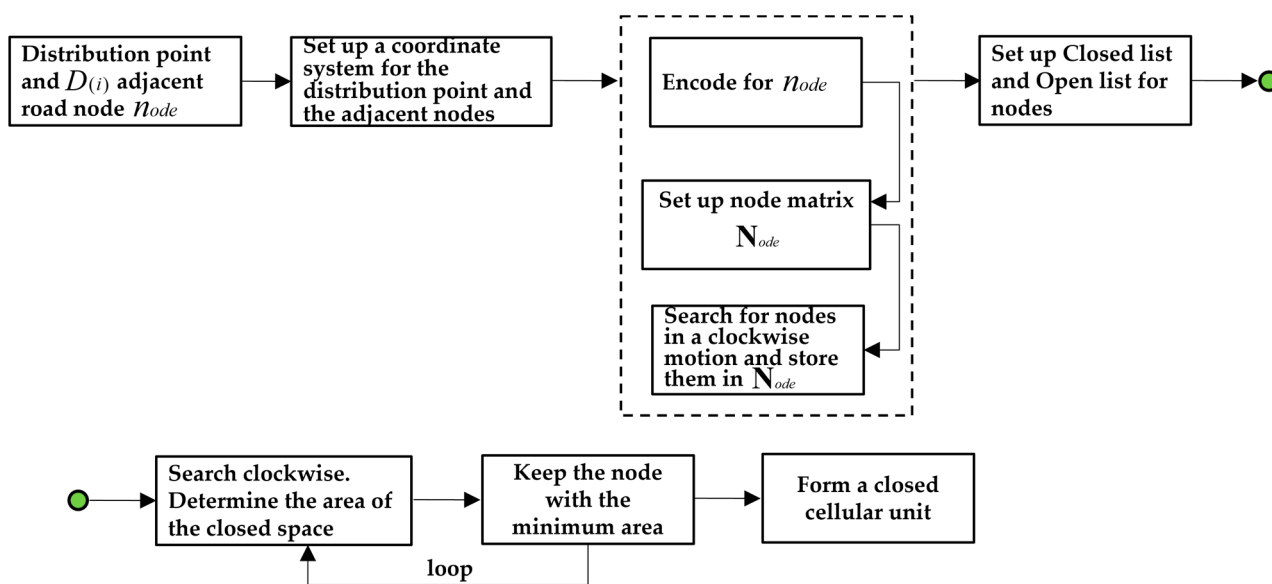 Distribution point
and D(i) adjacent
road node node
Set up a coordinate
system for the
distribution point and
the adjacent nodes
Encode for node
Set up node matrix
Node
Search for nodes
in a clockwise
motion and store
them in Node
Set up Closed list
and Open list for
nodes
Search clockwise.
Determine the area of
the closed space
Keep the node
with the
minimum area
Form a closed
cellular unit
loop